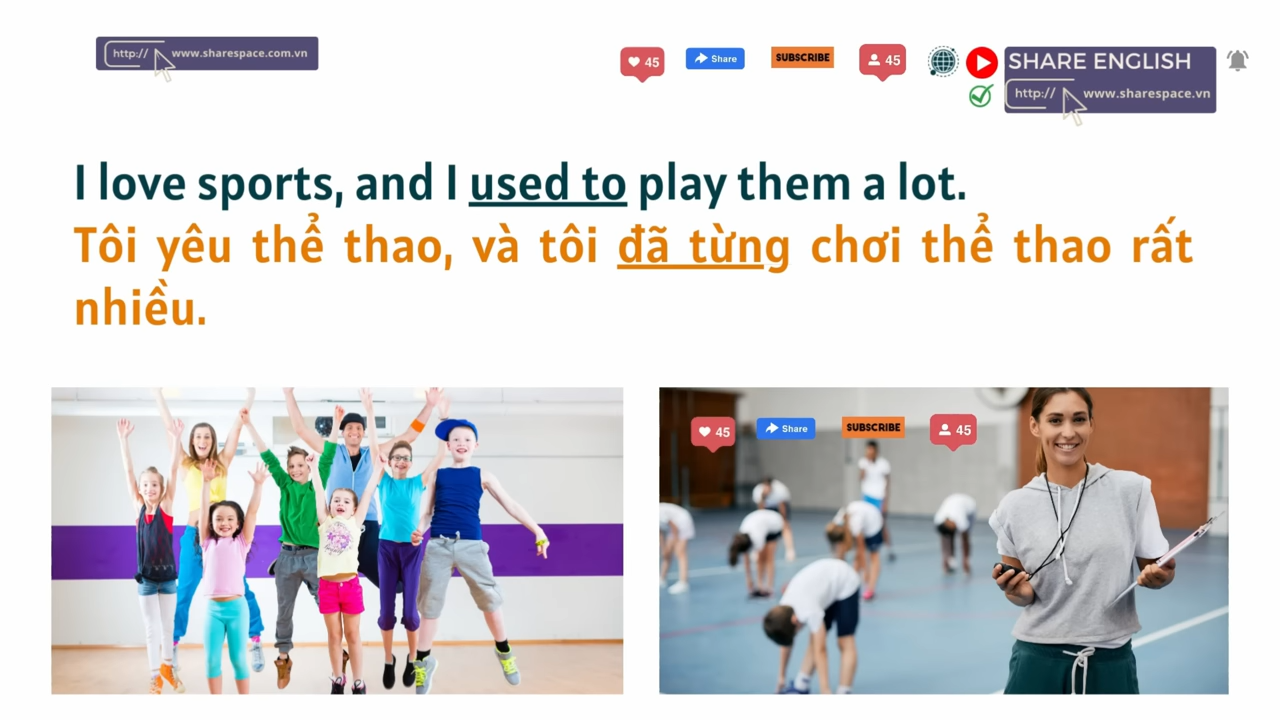 http:// www.sharespace.com.vn
45 Share SUBSCRIBE 45
SHARE ENGLISH
http:// www.sharespace.vn
I love sports, and I used to play them a lot.
Tôi yêu thể thao, và tôi đã từng chơi thể thao rất
nhiều.
45 Share SUBSCRIBE 45